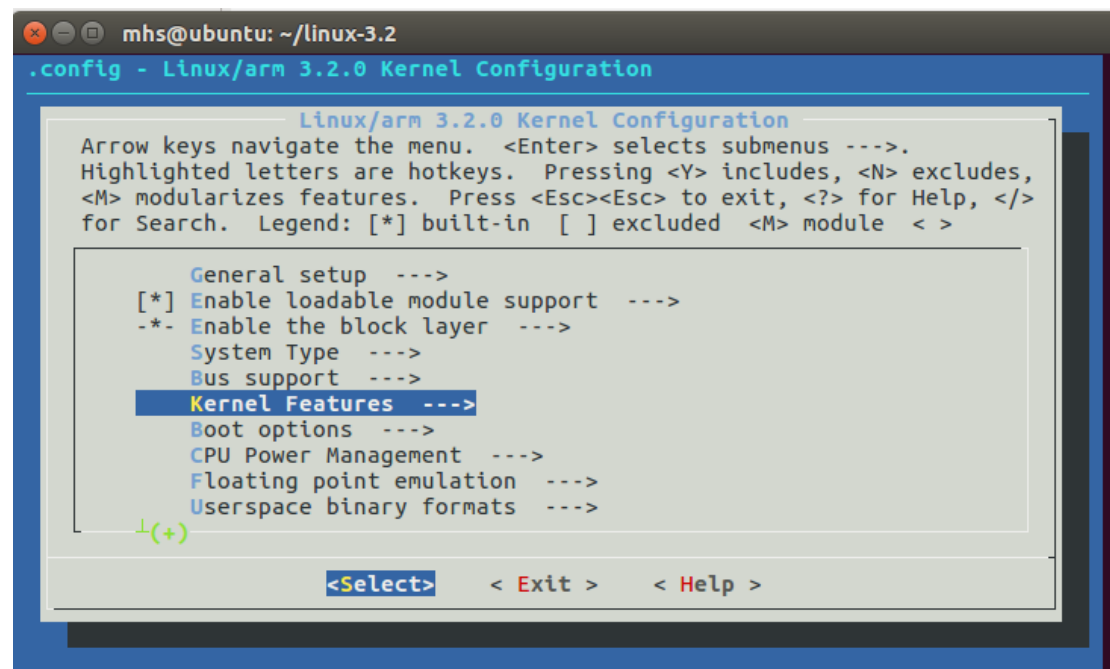 mhs@ubuntu: ~/linux-3.2
.config - Linux/arm 3.2.0 Kernel Configuration
Linux/arm 3.2.0 Kernel Configuration
Arrow keys navigate the menu.  <Enter> selects submenus --->.
Highlighted letters are hotkeys.  Pressing <Y> includes, <N> excludes,
<M> modularizes features.  Press <Esc><Esc> to exit, <?> for Help, </>
for Search.  Legend: [*] built-in  [ ] excluded  <M> module  < >
General setup  --->
[*] Enable loadable module support  --->
-*- Enable the block layer  --->
System Type  --->
Bus support  --->
Kernel Features  --->
Boot options  --->
CPU Power Management  --->
Floating point emulation  --->
Userspace binary formats  --->
┴(+)
<Select>    < Exit >    < Help >